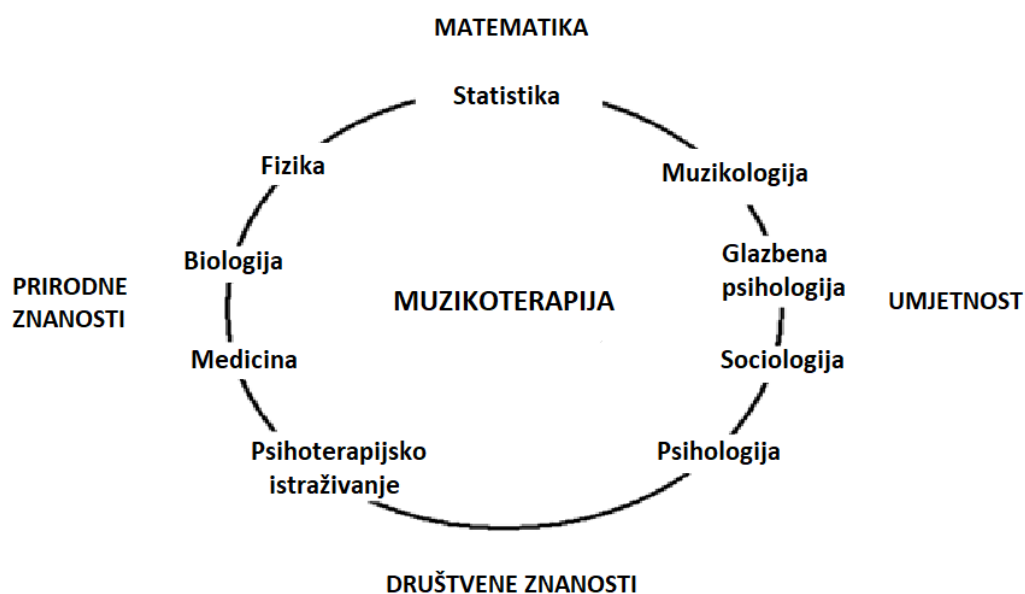 MATEMATIKA
Statistika
Fizika
Muzikologija
Biologija
Glazbena
psihologija
PRIRODNE
ZNANOSTI
MUZIKOTERAPIJA
UMJETNOST
Medicina
Sociologija
Psihoterapijsko
istraživanje
Psihologija
DRUŠTVENE ZNANOSTI